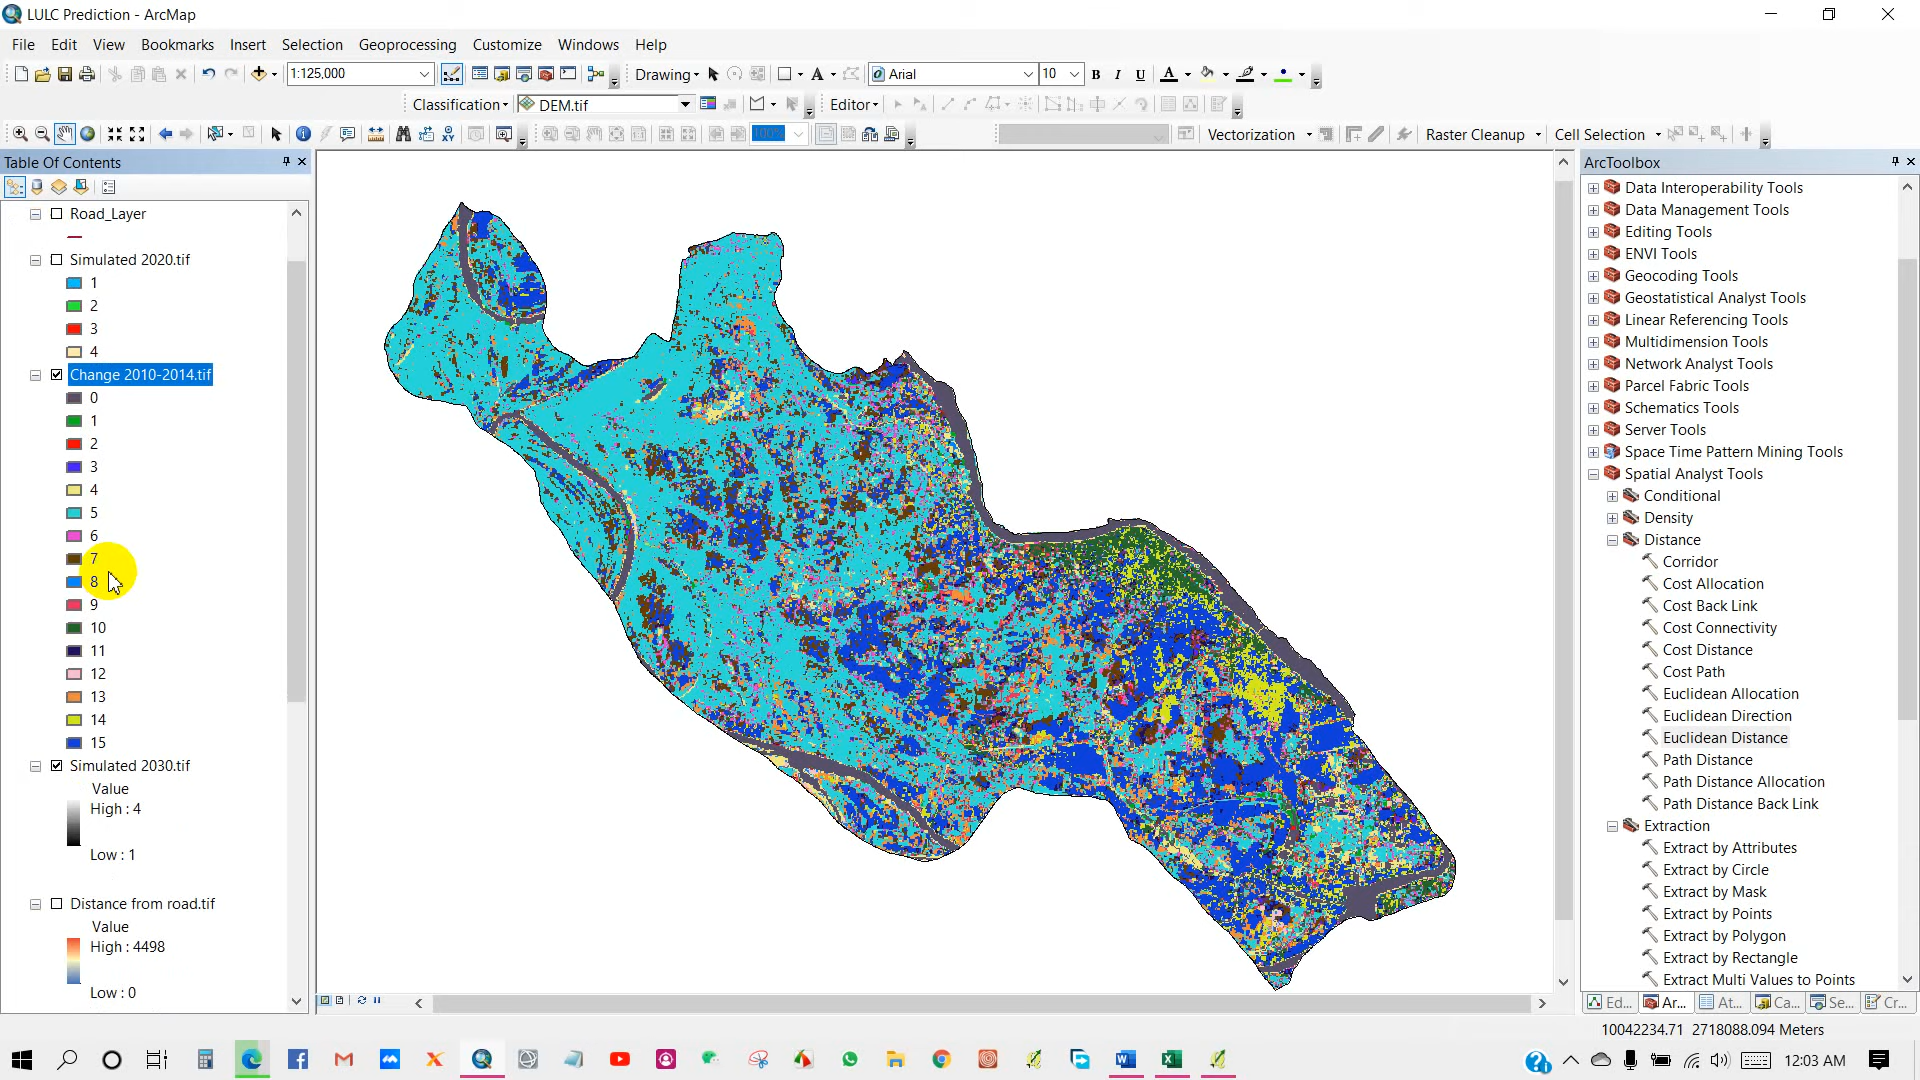 LULC Prediction - ArcMap
File Edit View Bookmarks Insert Selection Geoprocessing Customize Windows Help
1:125,000 Drawing A Arial 10 B I U A
Classification DEM.tif Editor
100% Vectorization Raster Cleanup Cell Selection
Table Of Contents
Road_Layer
Simulated 2020.tif
1
2
3
4
Change 2010-2014.tif
0
1
2
3
4
5
6
7
8
9
10
11
12
13
14
15
Simulated 2030.tif
Value
High : 4
Low : 1
Distance from road.tif
Value
High : 4498
Low : 0
ArcToolbox
Data Interoperability Tools
Data Management Tools
Editing Tools
ENVI Tools
Geocoding Tools
Geostatistical Analyst Tools
Linear Referencing Tools
Multidimension Tools
Network Analyst Tools
Parcel Fabric Tools
Schematics Tools
Server Tools
Space Time Pattern Mining Tools
Spatial Analyst Tools
Conditional
Density
Distance
Corridor
Cost Allocation
Cost Back Link
Cost Connectivity
Cost Distance
Cost Path
Euclidean Allocation
Euclidean Direction
Euclidean Distance
Path Distance
Path Distance Allocation
Path Distance Back Link
Extraction
Extract by Attributes
Extract by Circle
Extract by Mask
Extract by Points
Extract by Polygon
Extract by Rectangle
Extract Multi Values to Points
Ed... Ar... At... Ca... Se... Cr...
10042234.71 2718088.094 Meters
12:03 AM